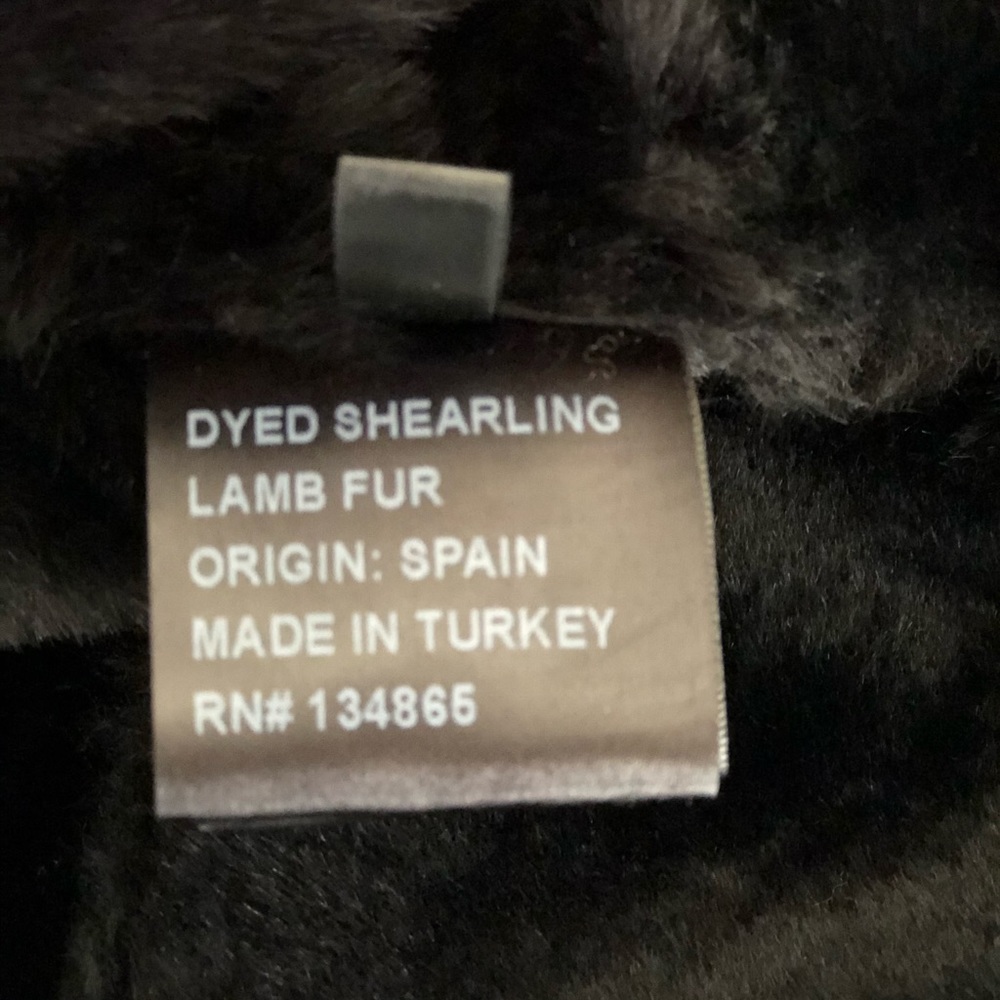 DYED SHEARLING
LAMB FUR
ORIGIN: SPAIN
MADE IN TURKEY
RN# 134865